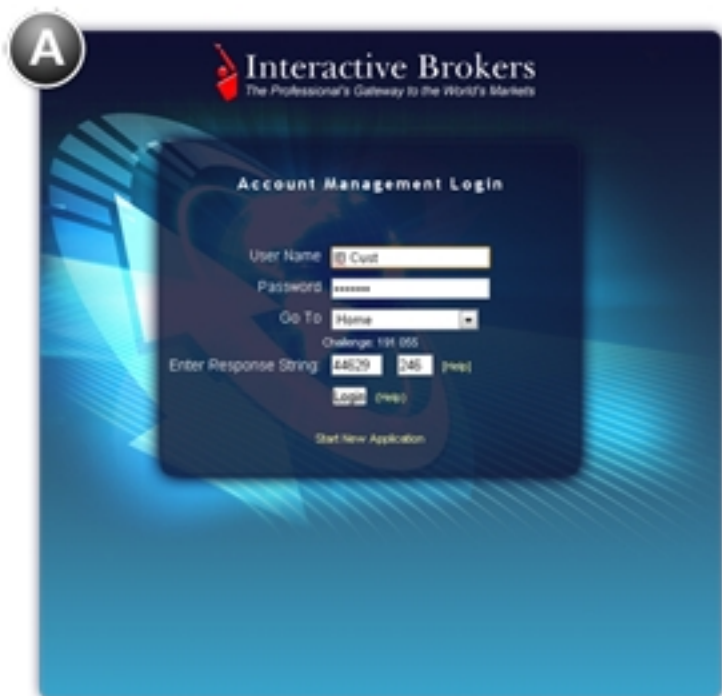 A
Interactive Brokers
The Professional's Gateway to the World's Markets
Account Management Login
User Name IB Cust
Password •••••••
Go To Home
Challenge: 191 055
Enter Response String: 44629 246 [Help]
Login [Help]
Start New Application